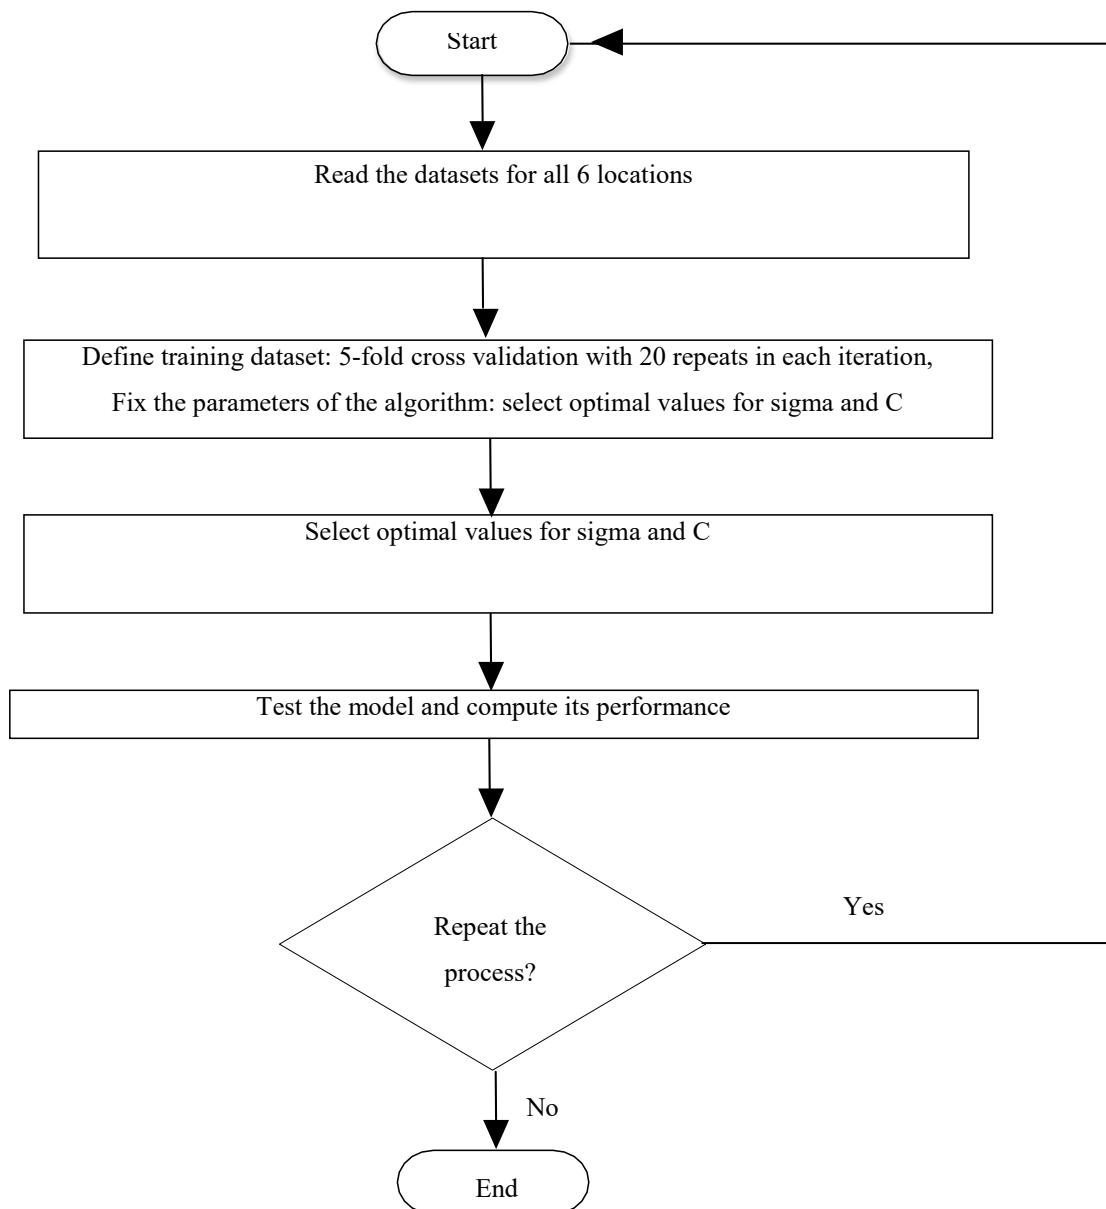 Start
Read the datasets for all 6 locations
Define training dataset: 5-fold cross validation with 20 repeats in each iteration,
Fix the parameters of the algorithm: select optimal values for sigma and C
Select optimal values for sigma and C
Test the model and compute its performance
Yes
Repeat the
process?
No
End